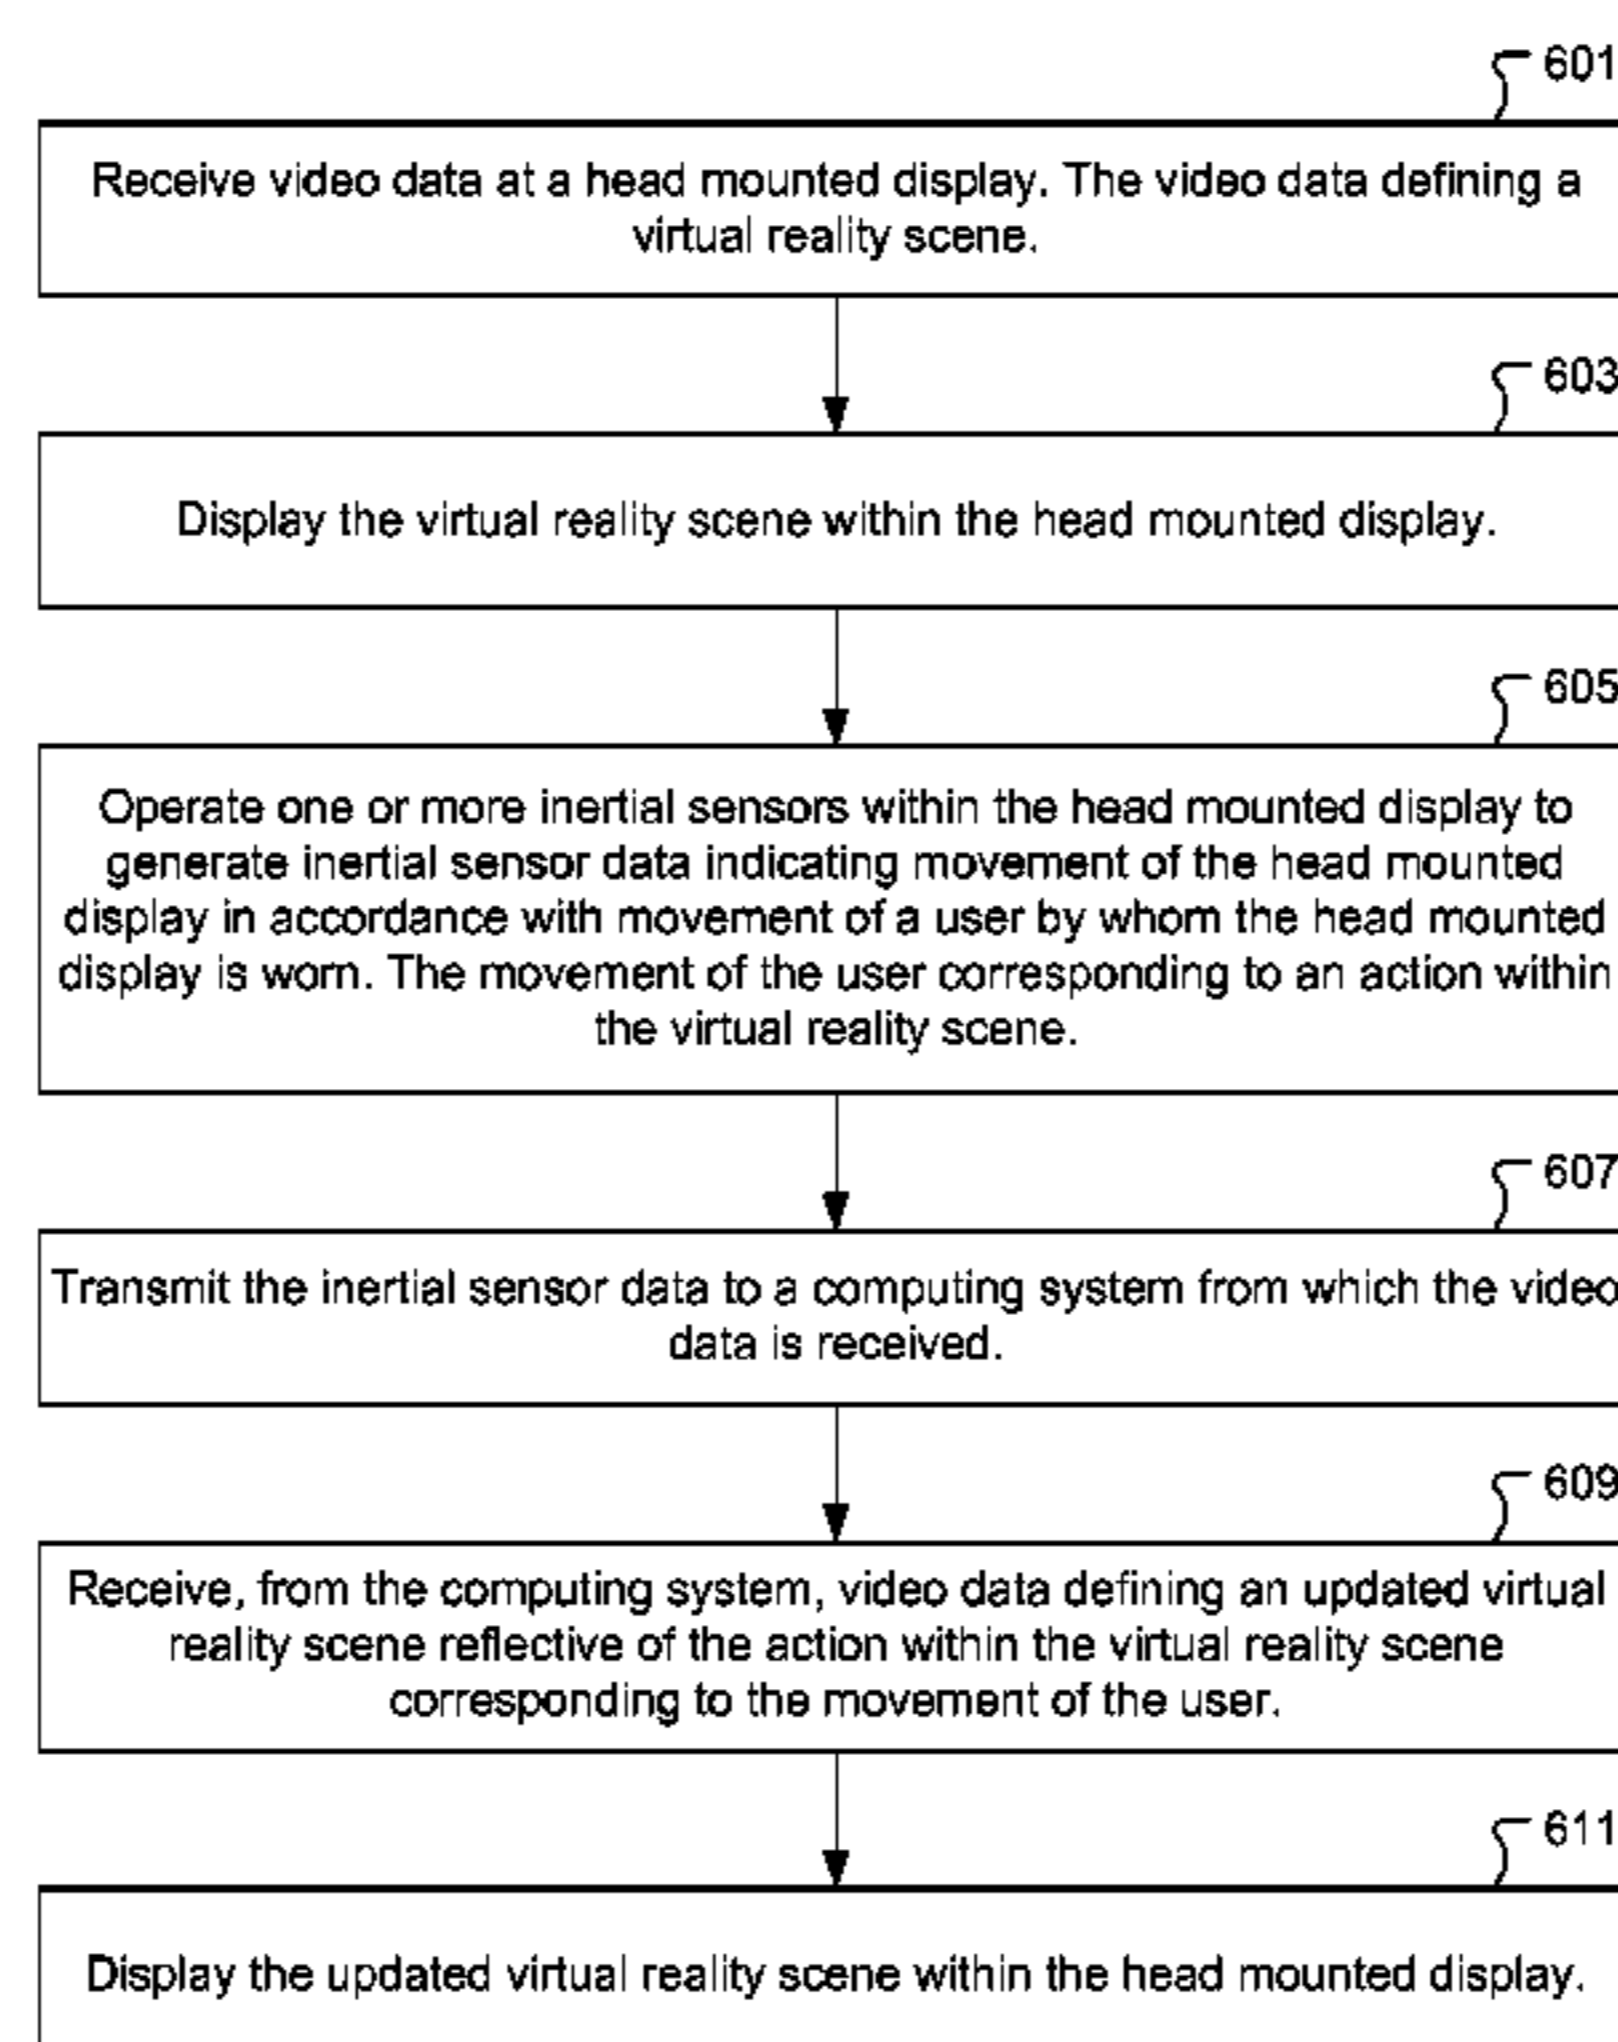 601
Receive video data at a head mounted display. The video data defining a
virtual reality scene.
603
Display the virtual reality scene within the head mounted display.
605
Operate one or more inertial sensors within the head mounted display to
generate inertial sensor data indicating movement of the head mounted
display in accordance with movement of a user by whom the head mounted
display is worn. The movement of the user corresponding to an action within
the virtual reality scene.
607
Transmit the inertial sensor data to a computing system from which the video
data is received.
609
Receive, from the computing system, video data defining an updated virtual
reality scene reflective of the action within the virtual reality scene
corresponding to the movement of the user.
611
Display the updated virtual reality scene within the head mounted display.